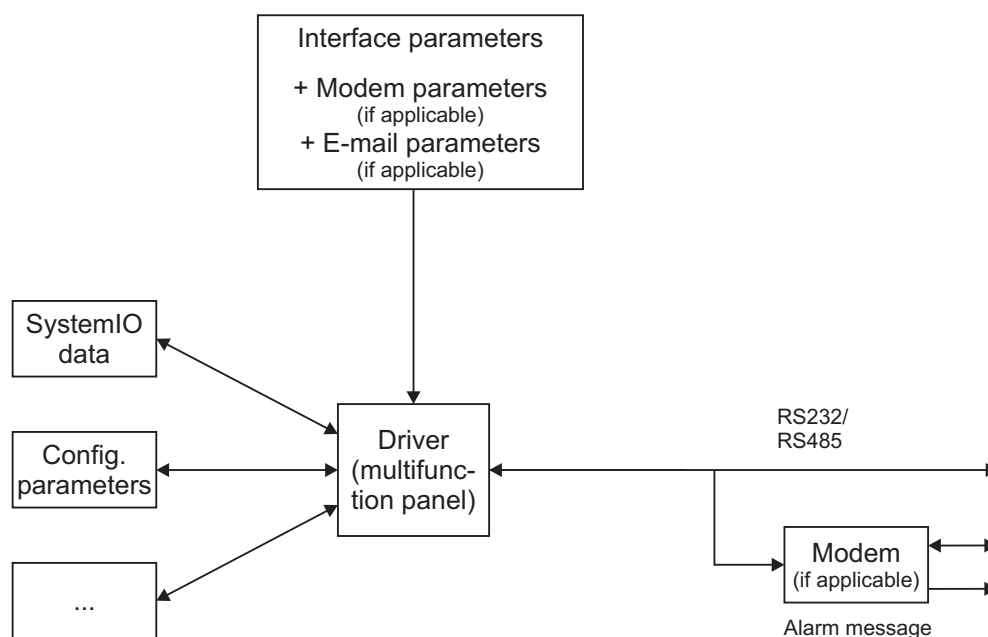 Interface parameters
+ Modem parameters
(if applicable)
+ E-mail parameters
(if applicable)
SystemIO
data
Config.
parameters
...
Driver
(multifunc-
tion panel)
RS232/
RS485
Modem
(if applicable)
Alarm message